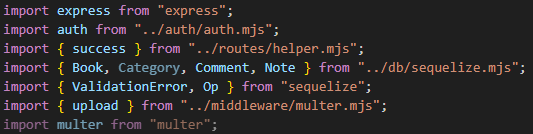 import express from "express";
import auth from "../auth/auth.mjs";
import { success } from "../routes/helper.mjs";
import { Book, Category, Comment, Note } from "../db/sequelize.mjs";
import { ValidationError, Op } from "sequelize";
import { upload } from "../middleware/multer.mjs";
import multer from "multer";